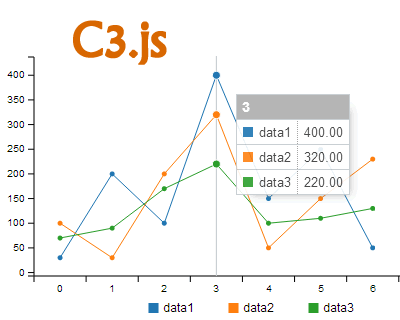 C3.js
400
350
300
250
200
150
100
50
0
3
data1 400.00
data2 320.00
data3 220.00
0 1 2 3 4 5 6
data1 data2 data3